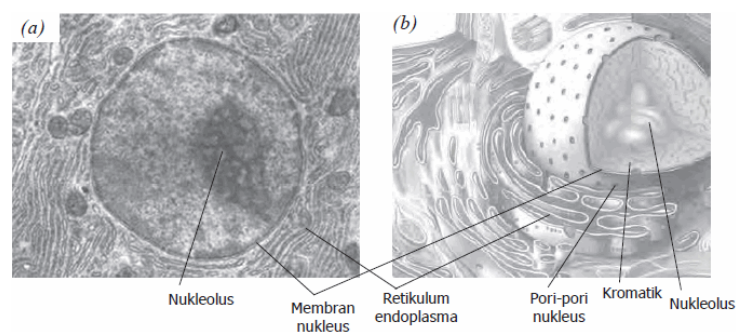 (a)
(b)
Nukleolus
Membran
nukleus
Retikulum
endoplasma
Pori-pori
nukleus
Kromatik
Nukleolus